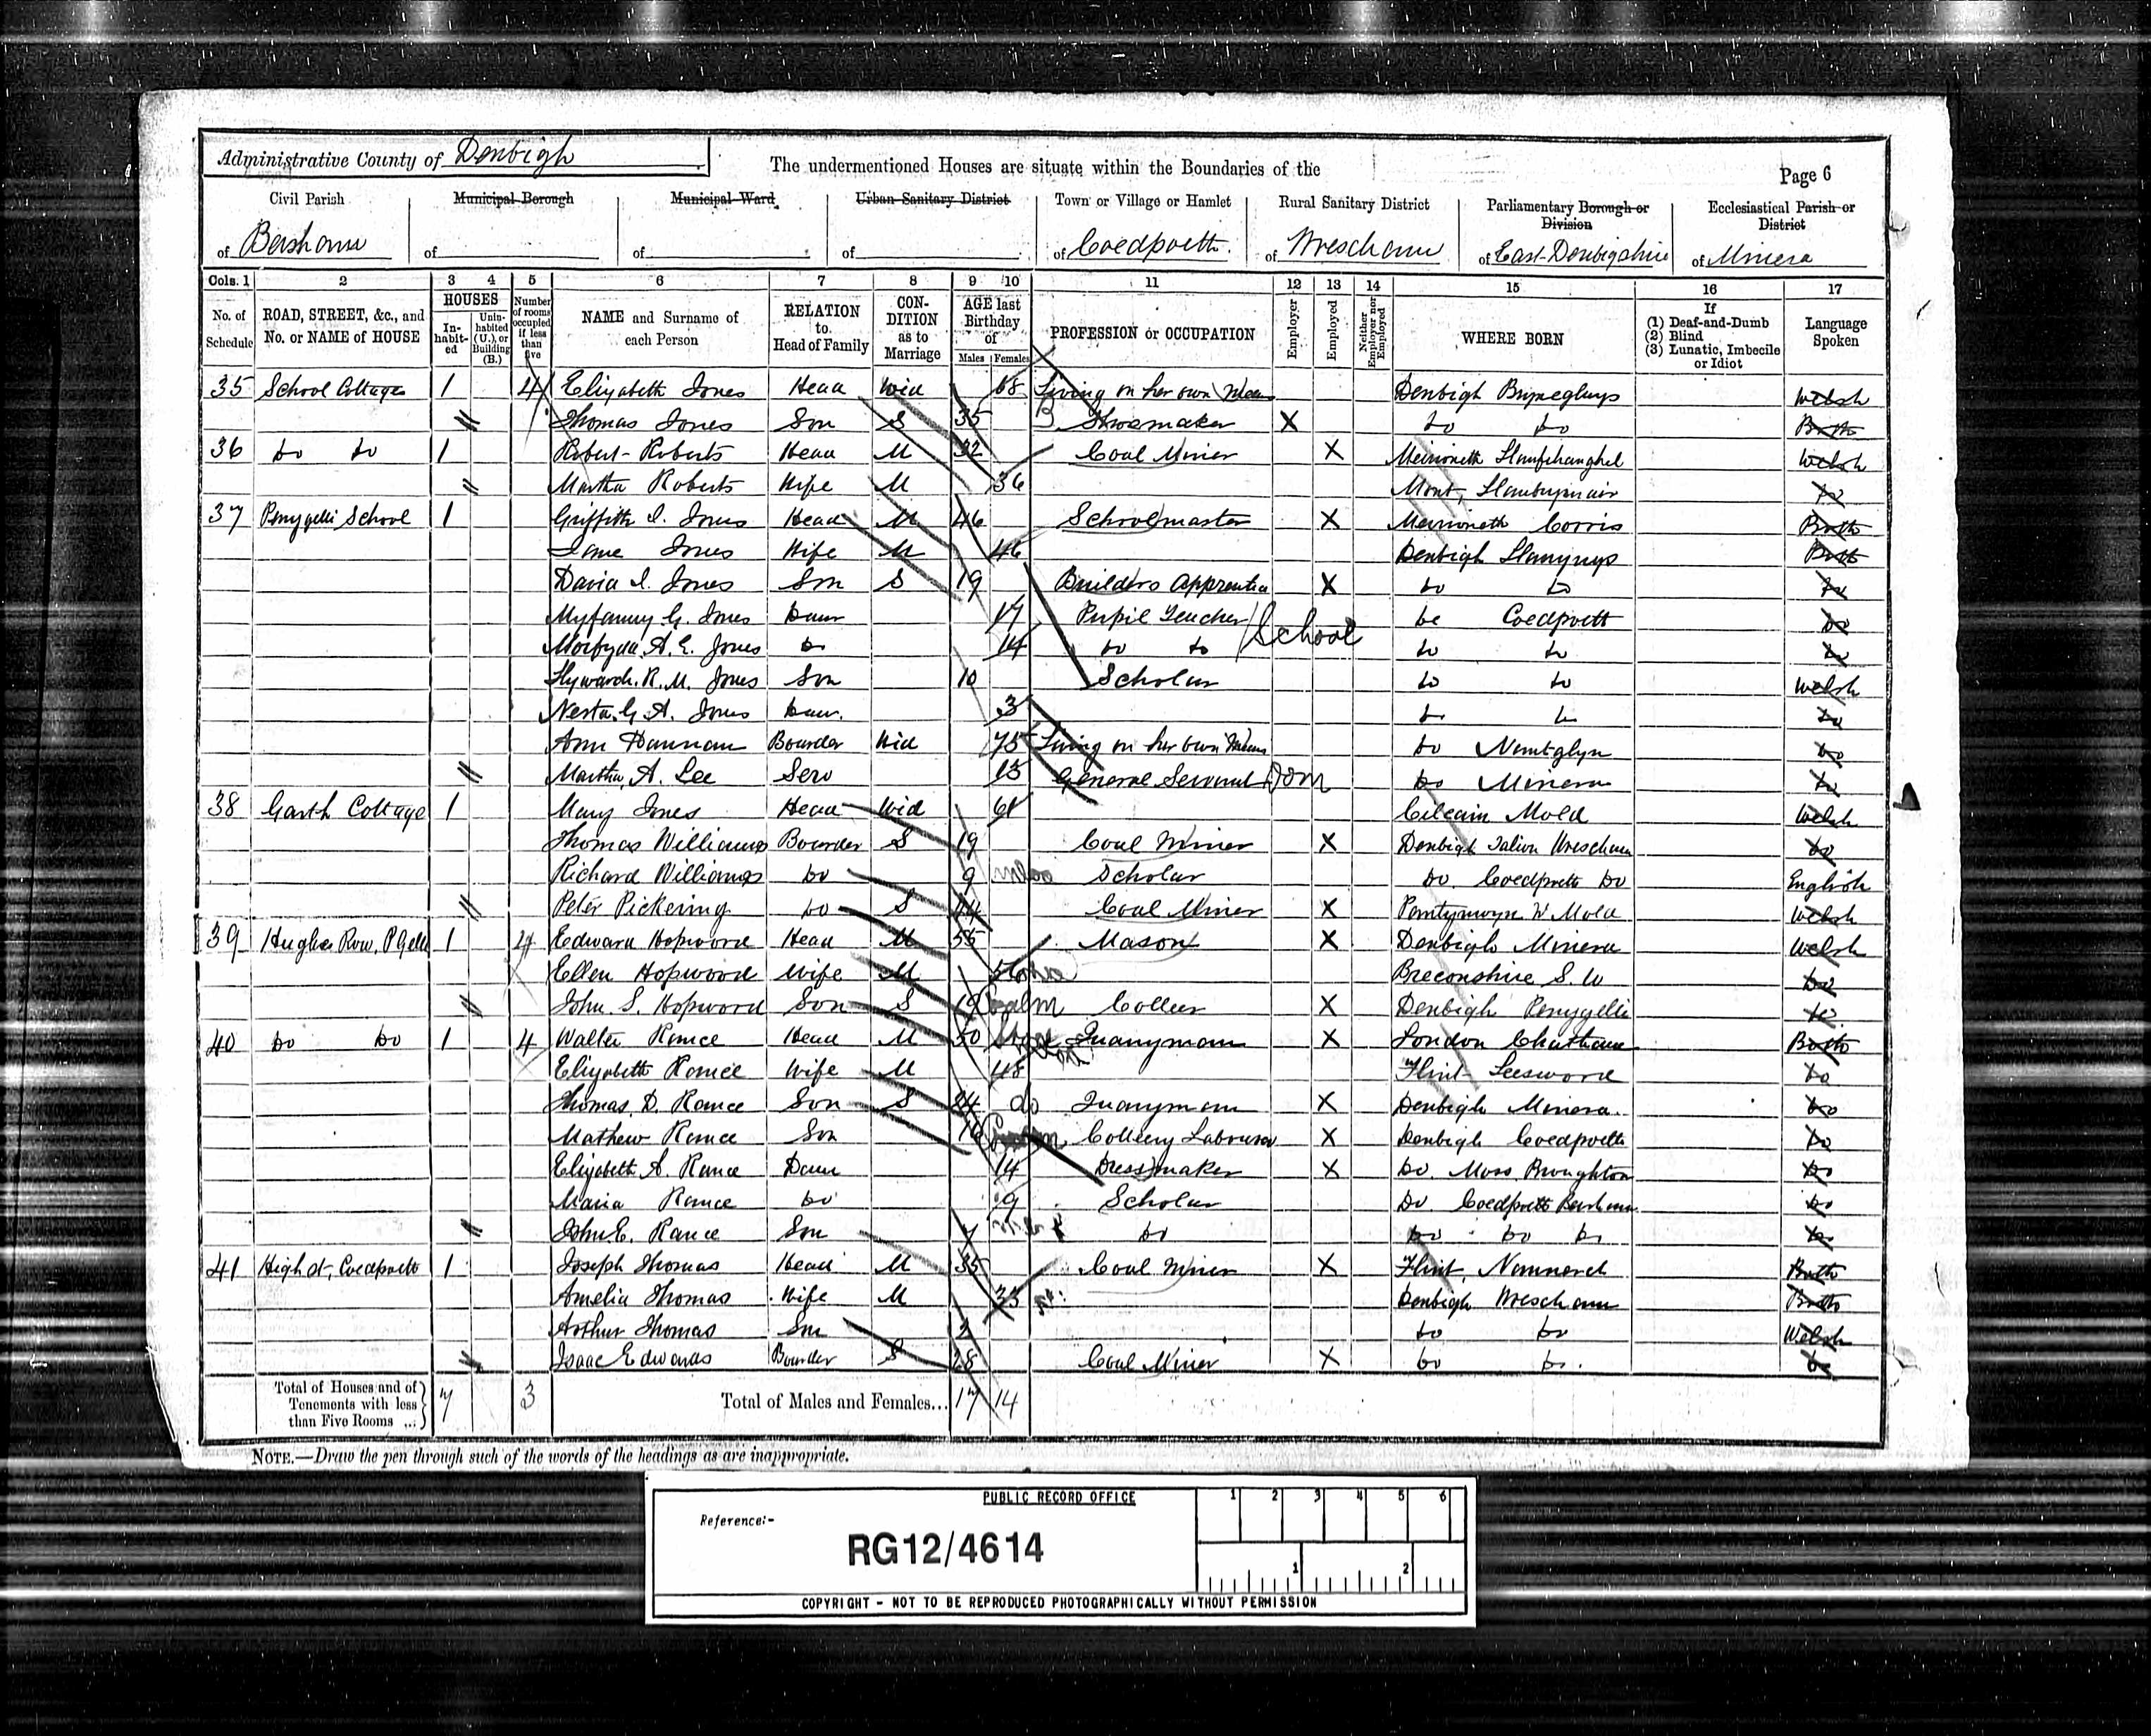 Administrative County of Denbigh
The undermentioned Houses are situate within the Boundaries of the
Page 6
Civil Parish Municipal Borough Municipal Ward Urban Sanitary District Town or Village or Hamlet Rural Sanitary District Parliamentary Borough or Division Ecclesiastical Parish or District
of Bersham of of of of Coedpoeth of Wrexham of East Denbigshire of Minera
Cols. 1 2 3 4 5 6 7 8 9 10 11 12 13 14 15 16 17
No. of Schedule ROAD, STREET, &c., and No. or NAME of HOUSE HOUSES In-habit-ed Unin-habited (U.), or Building (B.) Number of rooms occupied if less than five NAME and Surname of each Person RELATION to Head of Family CON-DITION as to Marriage AGE last Birthday of Males Females PROFESSION or OCCUPATION Employer Employed Neither Employer nor Employed WHERE BORN If (1) Deaf-and-Dumb (2) Blind (3) Lunatic, Imbecile or Idiot Language Spoken
35 School Cottages 1 4 Elizabeth Jones Head Wid 68 Living on her own Means Denbigh Welsh
Thomas Jones Son S 35 Shoemaker X Do Do Both
36 Do Do 1 Robert Roberts Head M 32 Coal Miner X Meirioneth Llanfihanghel Welsh
Martha Roberts Wife M 36 Mont, Do
37 Penygelli School 1 Griffith I. Jones Head M 46 Schoolmaster X Meirioneth Corris Both
Jane Jones Wife M 46 Denbigh Llanynys Both
David I. Jones Son S 19 Builders Apprentice X Do Do Do
Myfanwy G. Jones Daur 17 Pupil Teacher School Do Coedpoeth Do
Morfydd A. E. Jones Do 14 Do Do Do Do Do
Llywarch R. M. Jones Son 10 Scholar Do Do Welsh
Nesta G. A. Jones Daur. 3 Do Do Do
Ann Hannam Boarder Wid 75 Living on her own Means Do Nantglyn Do
Martha A. Lee Serv 13 General Servant Dom Do Minera Do
38 Garth Cottage 1 Mary Jones Head Wid 61 Cilcain Mold Welsh
Thomas Williams Boarder S 19 Coal Miner X Denbigh Wrexham Do
Richard Williams Do 9 Scholar Do. Coedpoeth Do English
Peter Pickering Do S 44 Coal Miner X Pantymwyn Mold Welsh
39 Hughes Row, P Gelli 1 4 Edward Hopwood Head M 55 Mason X Denbigh Minera Welsh
Ellen Hopwood Wife M 56 Breconshire S. W Do
John S. Hopwood Son S 19 Collier X Denbigh Penygelli Do
40 Do Do 1 4 Walter Rance Head M 50 Quarryman X London Chatham Both
Elizabeth Rance Wife M 48 Flint Leeswood Do
Thomas D. Rance Son S 24 do Quarryman X Denbigh Minera. Do
Mathew Rance Son 16 Colliery Labourer X Denbigh Coedpoeth Do
Elizabeth A. Rance Daur 14 Dressmaker X Do. Moss Broughton Do
Maria Rance Do 9 Scholar Do. Coedpoeth Bersham Do
John E. Rance Son 7 Do Do Do Do Do
41 High St, Coedpoeth 1 Joseph Thomas Head M 35 Coal Miner X Flint, Nannerch Both
Amelia Thomas Wife M 33 Denbigh Wrexham Both
Arthur Thomas Son 2 Do Do Welsh
Isaac Edwards Boarder S 28 Coal Miner X Do Do. Do
Total of Houses and of Tenements with less than Five Rooms ... 7 3 Total of Males and Females... 17 14
NOTE.—Draw the pen through such of the words of the headings as are inappropriate.
PUBLIC RECORD OFFICE
Reference:-
RG12/4614
1 2 3 4 5 6
1 2
COPYRIGHT - NOT TO BE REPRODUCED PHOTOGRAPHICALLY WITHOUT PERMISSION